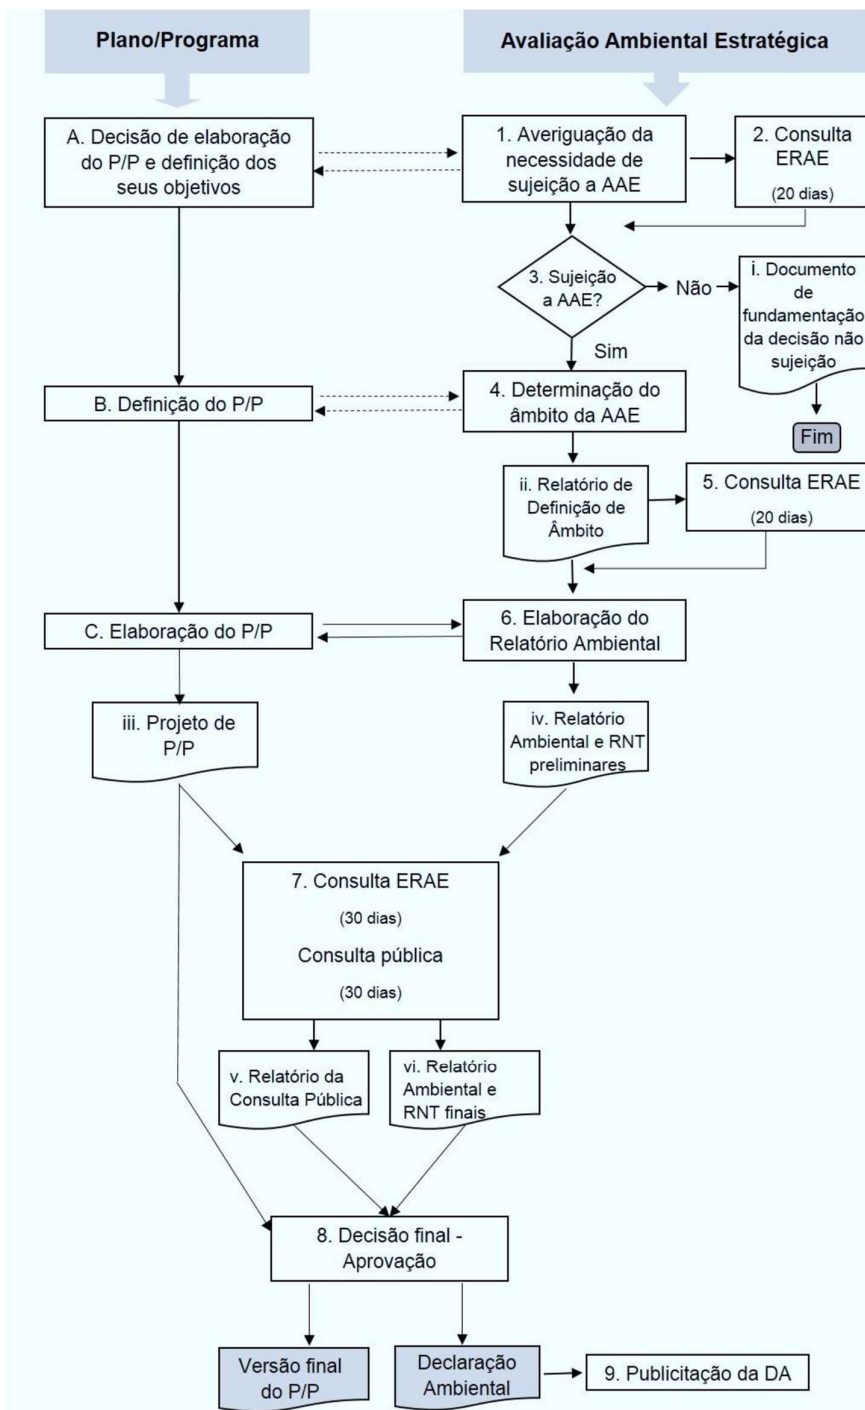 Plano/Programa
Avaliação Ambiental Estratégica
A. Decisão de elaboração
do P/P e definição dos
seus objetivos
1. Averiguação da
necessidade de
sujeição a AAE
2. Consulta
ERAE
(20 dias)
3. Sujeição
a AAE?
Não
i. Documento
de
fundamentação
da decisão não
sujeição
Sim
Fim
B. Definição do P/P
4. Determinação do
âmbito da AAE
ii. Relatório de
Definição de
Âmbito
5. Consulta ERAE
(20 dias)
C. Elaboração do P/P
6. Elaboração do
Relatório Ambiental
iii. Projeto de
P/P
iv. Relatório
Ambiental e RNT
preliminares
7. Consulta ERAE
(30 dias)
Consulta pública
(30 dias)
v. Relatório da
Consulta Pública
vi. Relatório
Ambiental e
RNT finais
8. Decisão final -
Aprovação
Versão final
do P/P
Declaração
Ambiental
9. Publicitação da DA